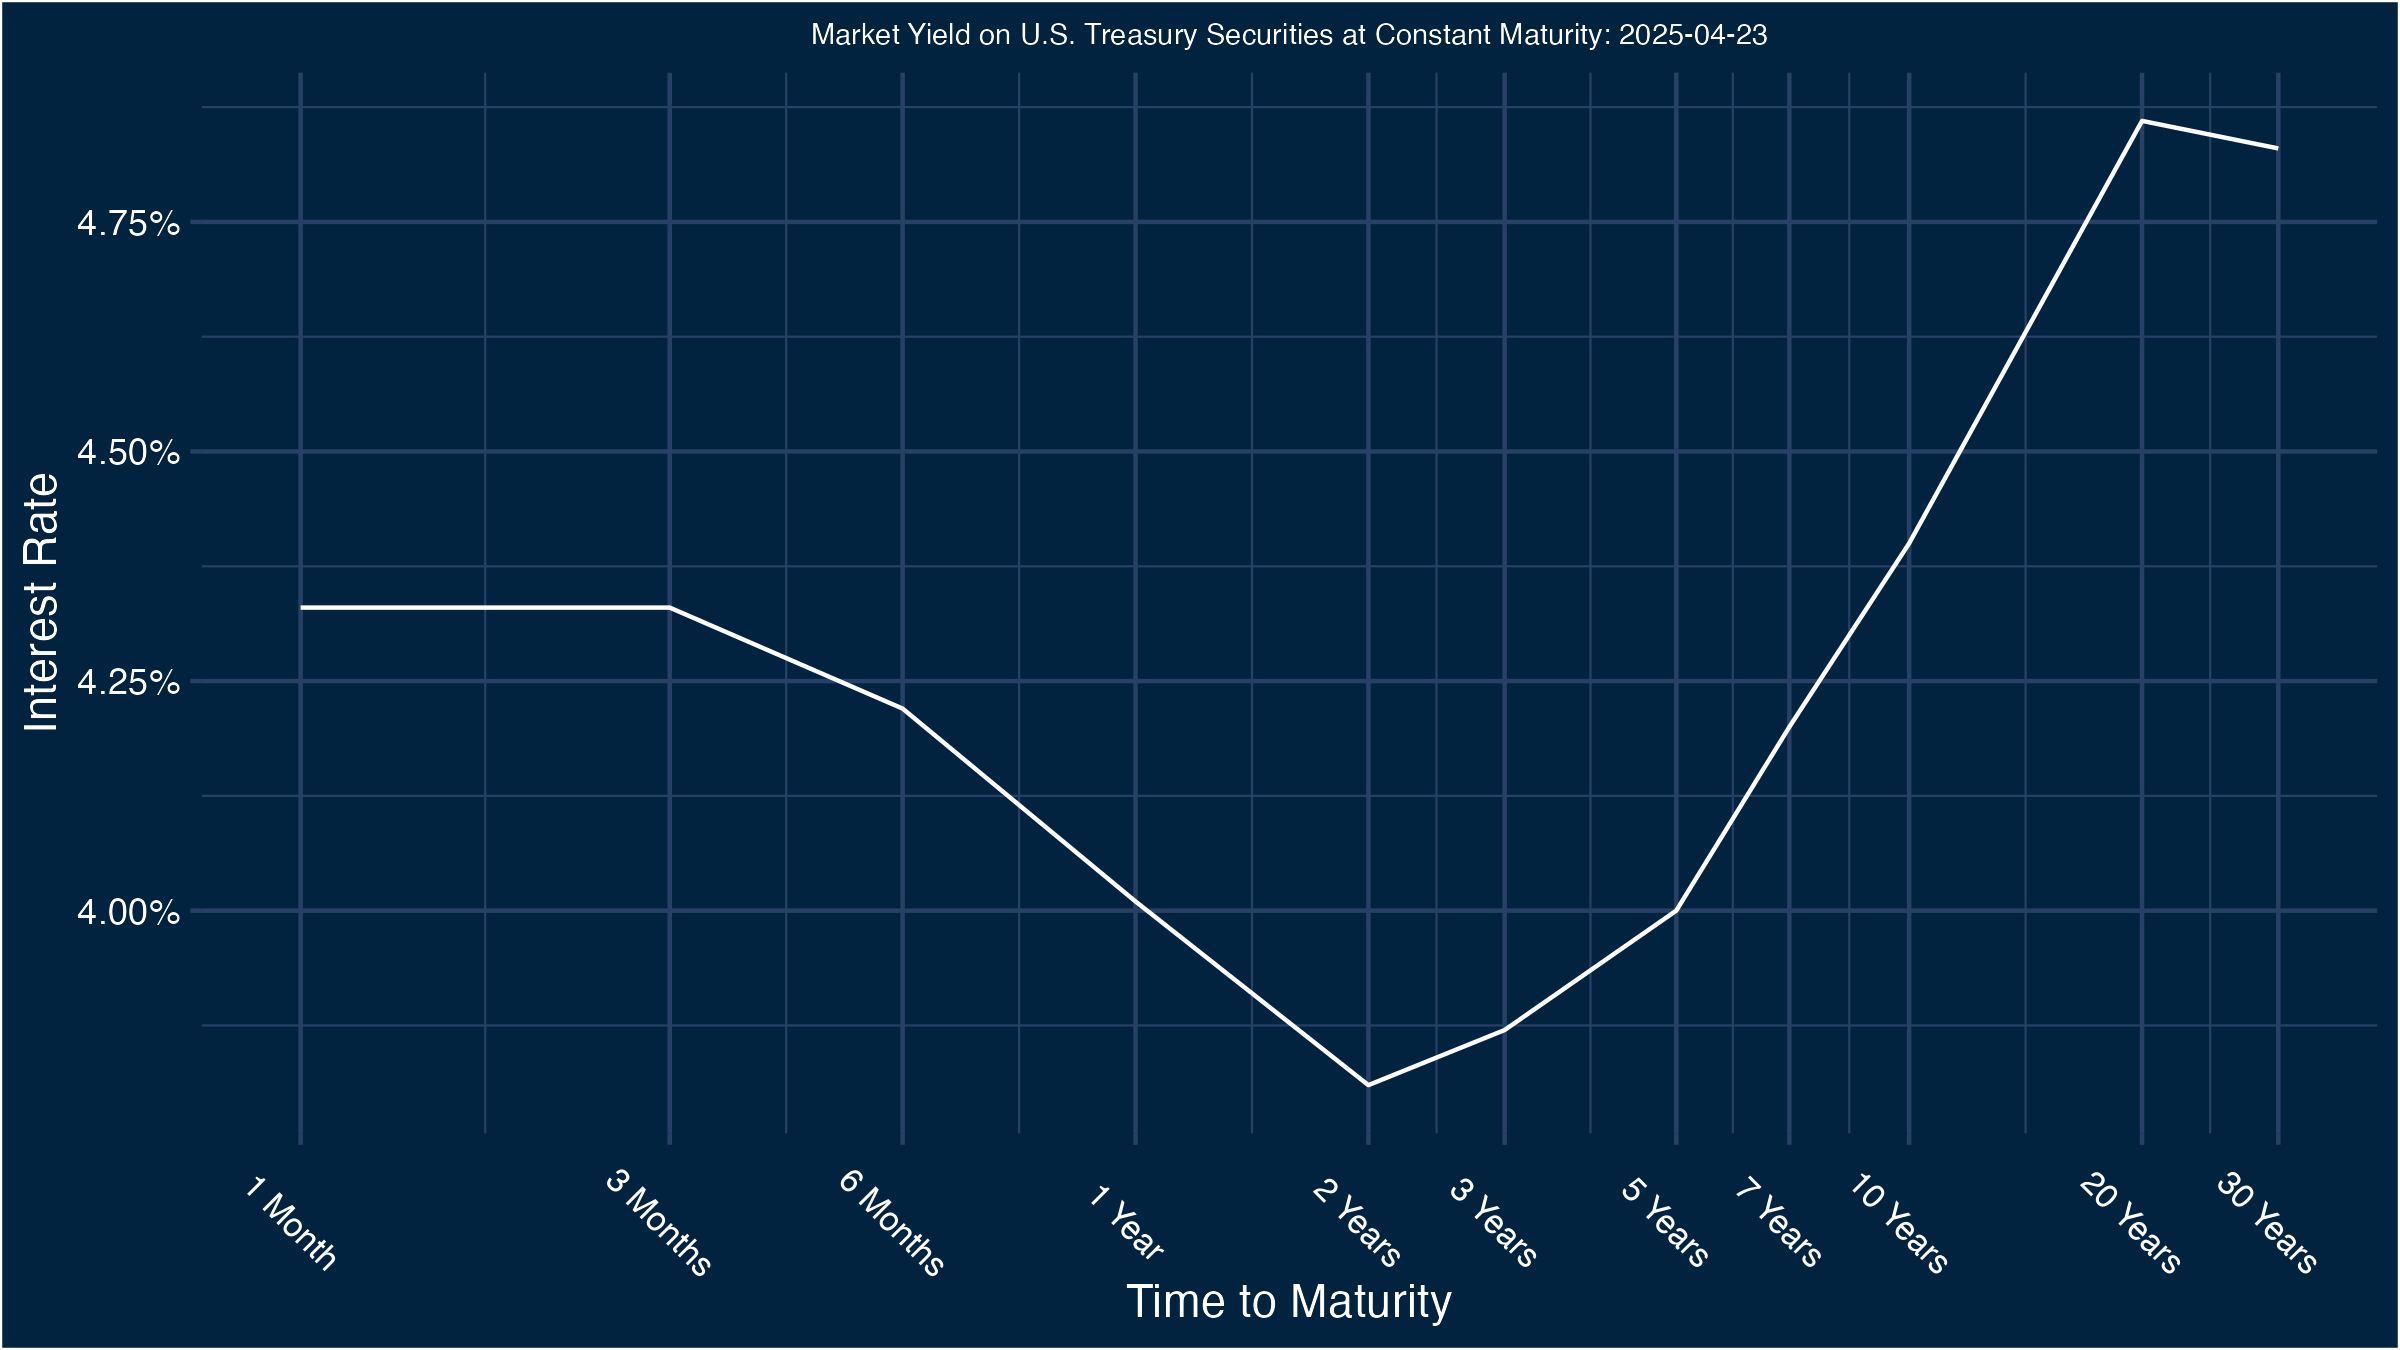 Market Yield on U.S. Treasury Securities at Constant Maturity: 2025-04-23
Interest Rate
4.75%
4.50%
4.25%
4.00%
1 Month
3 Months
6 Months
1 Year
2 Years
3 Years
5 Years
7 Years
10 Years
20 Years
30 Years
Time to Maturity